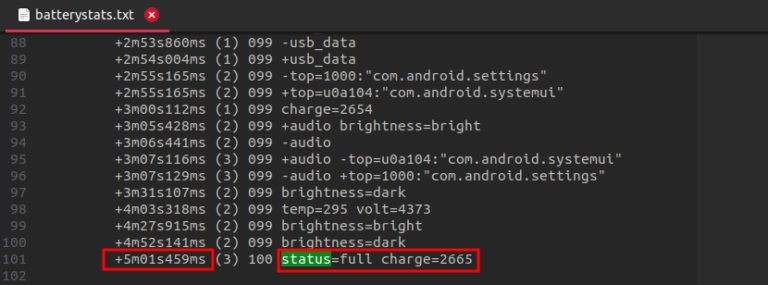 batterystats.txt
88 +2m53s860ms (1) 099 -usb_data
89 +2m54s004ms (1) 099 +usb_data
90 +2m55s165ms (2) 099 -top=1000:"com.android.settings"
91 +2m55s165ms (2) 099 +top=u0a104:"com.android.systemui"
92 +3m00s112ms (1) 099 charge=2654
93 +3m05s428ms (2) 099 +audio brightness=bright
94 +3m06s441ms (2) 099 -audio
95 +3m07s116ms (3) 099 +audio -top=u0a104:"com.android.systemui"
96 +3m07s129ms (3) 099 -audio +top=1000:"com.android.settings"
97 +3m31s107ms (2) 099 brightness=dark
98 +4m03s318ms (2) 099 temp=295 volt=4373
99 +4m27s915ms (2) 099 brightness=bright
100 +4m52s141ms (2) 099 brightness=dark
101 +5m01s459ms (3) 100 status=full charge=2665
102